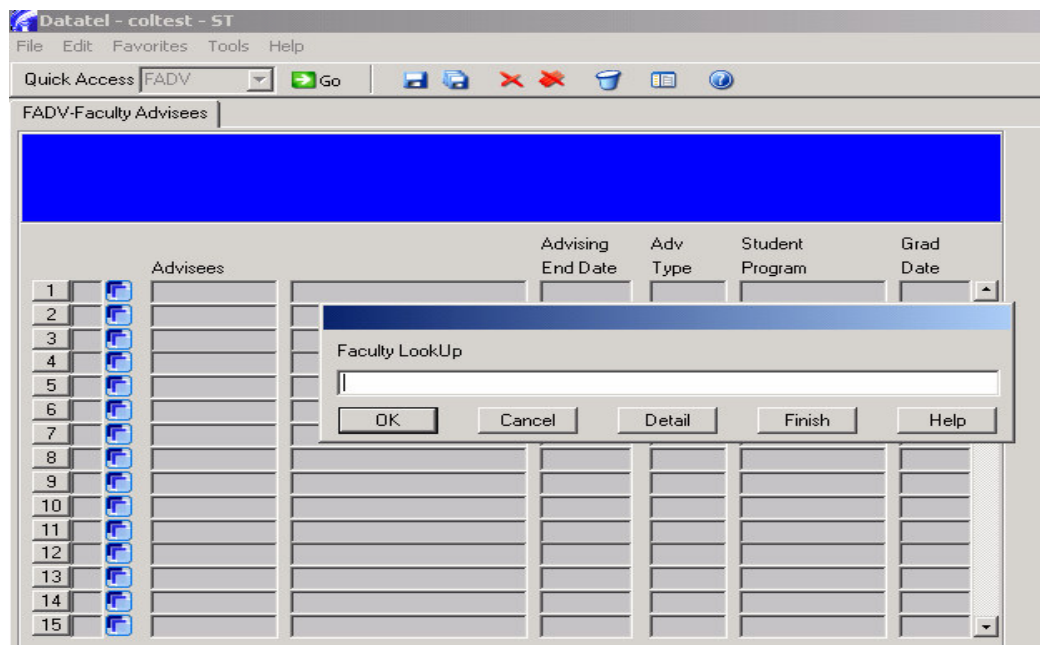 Datatel - coltest - ST
File Edit Favorites Tools Help
Quick Access FADV Go
FADV-Faculty Advisees
Advising Adv Student Grad
Advisees End Date Type Program Date
1
2
3
Faculty LookUp
4
5
6
OK Cancel Detail Finish Help
7
8
9
10
11
12
13
14
15